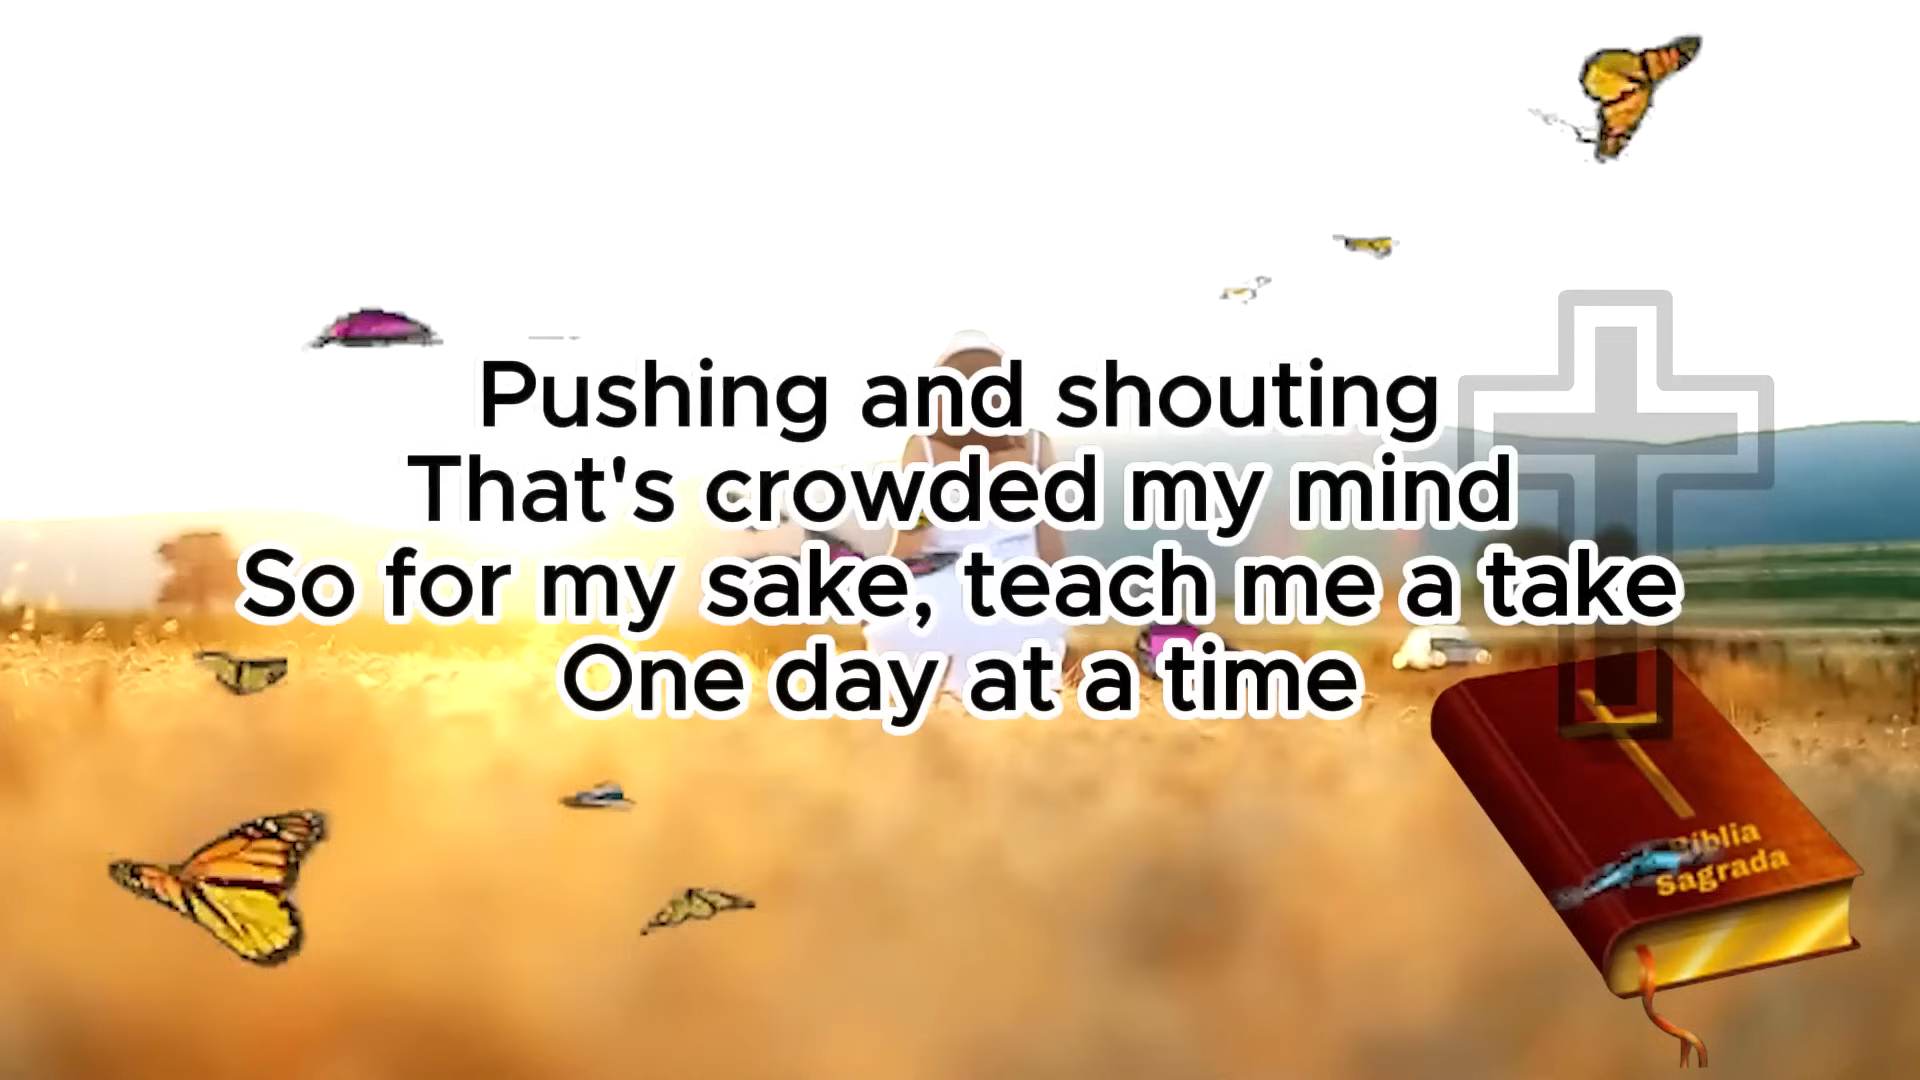 Pushing and shouting
That's crowded my mind
So for my sake, teach me a take
One day at a time
Bíblia
Sagrada